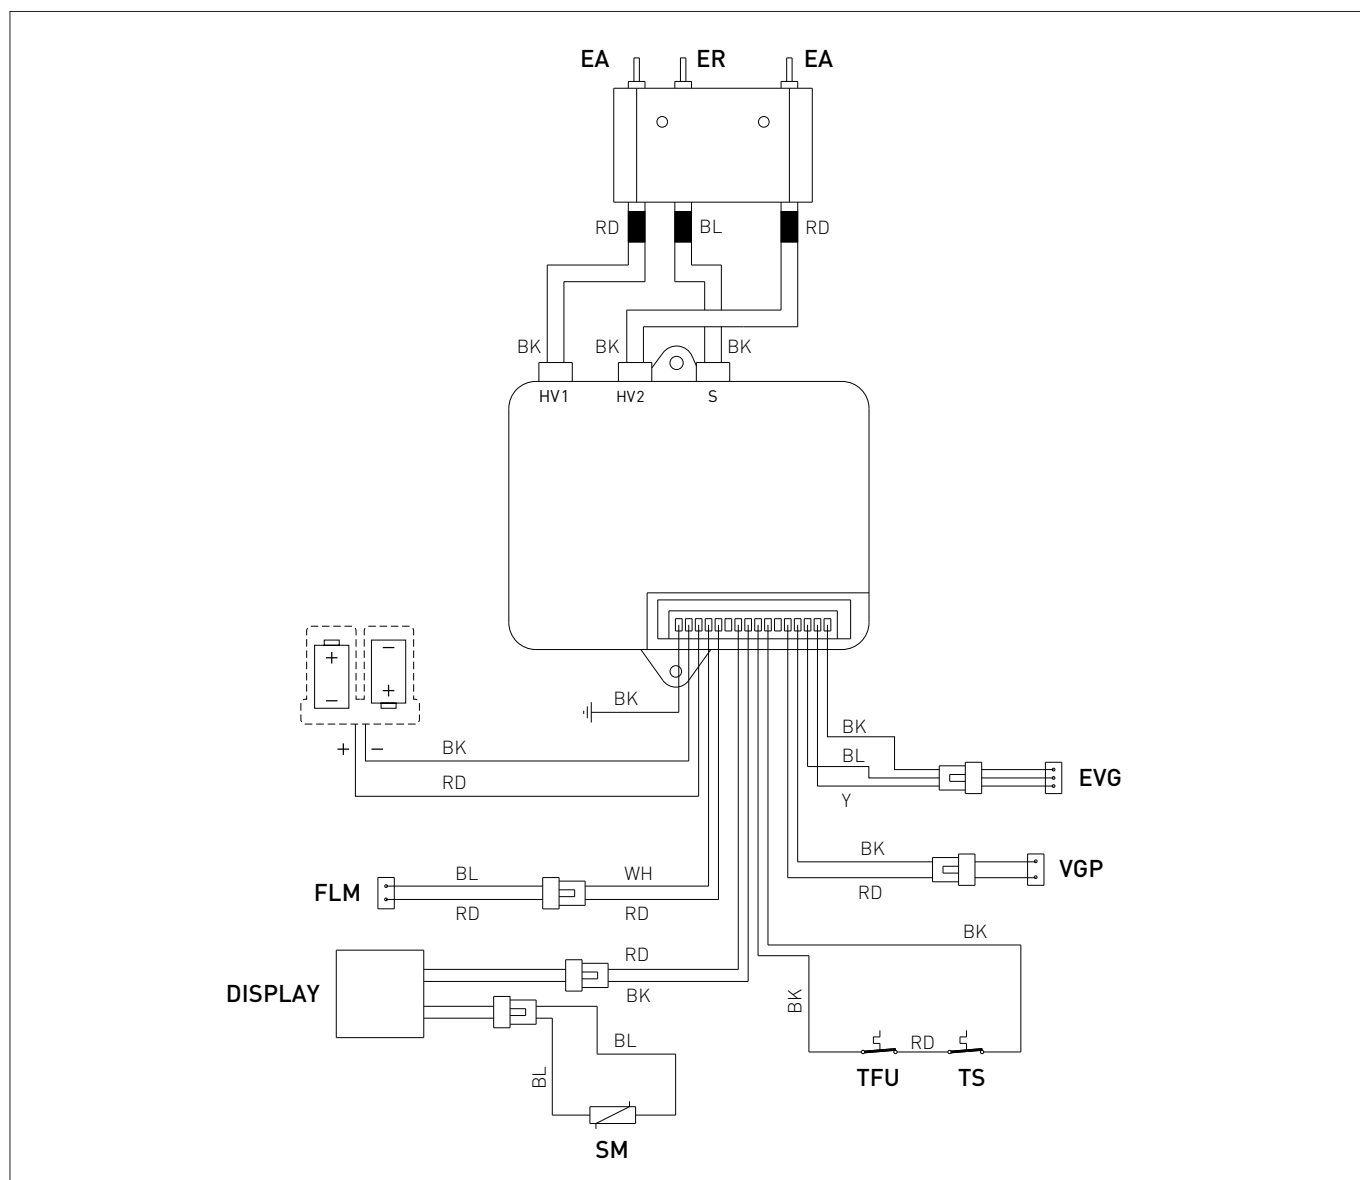 EA ER EA
RD BL RD
BK BK BK
HV1 HV2 S
+ −
− +
BK
+ −
BK
RD
BK
BL
Y
EVG
BK
RD
VGP
FLM
BL WH
RD RD
BK
RD
BK
DISPLAY
BK
RD
TFU TS
BL
BL
SM